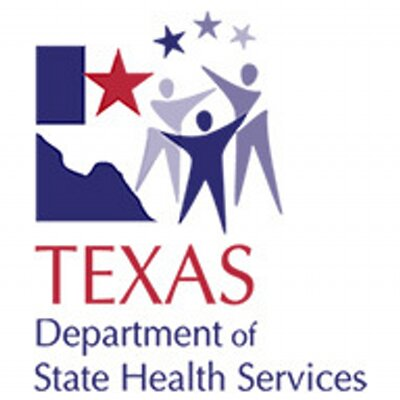 TEXAS
Department of
State Health Services